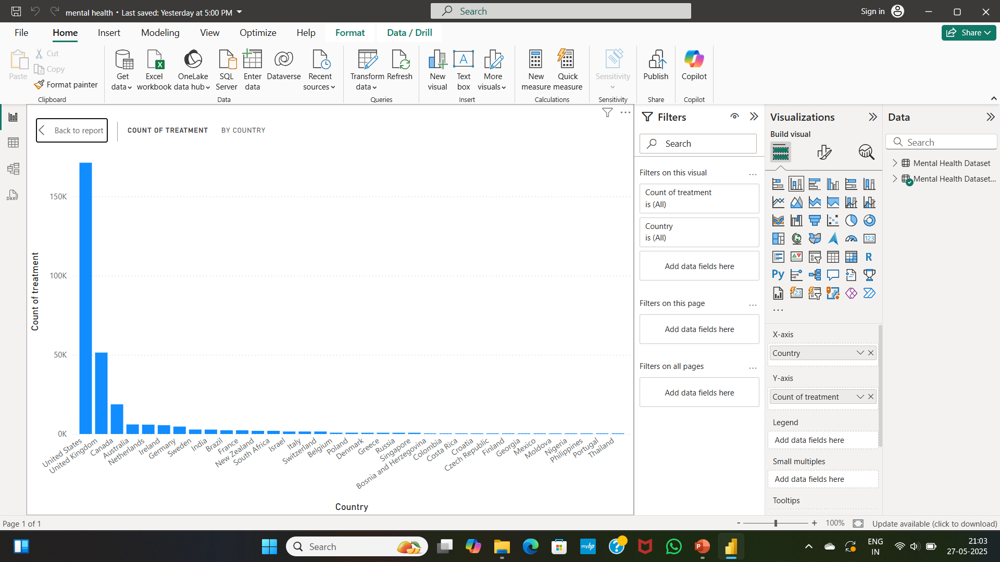 mental health • Last saved: Yesterday at 5:00 PM
Search
Sign in
File
Home
Insert
Modeling
View
Optimize
Help
Format
Data / Drill
Share
Paste
Cut
Copy
Format painter
Clipboard
Get data
Excel workbook
OneLake data hub
SQL Server
Enter data
Dataverse
Recent sources
Data
Transform data
Refresh
Queries
New visual
Text box
More visuals
Insert
New measure
Quick measure
Calculations
Sensitivity
Sensitivity
Publish
Share
Copilot
Copilot
Back to report
COUNT OF TREATMENT
BY COUNTRY
Count of treatment
150K
100K
50K
0K
United States
United Kingdom
Canada
Australia
Netherlands
Ireland
Germany
Sweden
India
Brazil
France
New Zealand
South Africa
Israel
Italy
Switzerland
Belgium
Poland
Denmark
Greece
Russia
Singapore
Bosnia and Herzegovina
Colombia
Costa Rica
Croatia
Czech Republic
Finland
Georgia
Mexico
Moldova
Nigeria
Philippines
Portugal
Thailand
Country
Filters
Search
Filters on this visual
...
Count of treatment
is (All)
Country
is (All)
Add data fields here
Filters on this page
...
Add data fields here
Filters on all pages
...
Add data fields here
Visualizations
Build visual
123
R
Py
123
...
X-axis
Country
Y-axis
Count of treatment
Legend
Add data fields here
Small multiples
Add data fields here
Tooltips
Data
Search
Mental Health Dataset
Mental Health Dataset...
DAX
Page 1 of 1
- + 100%
Update available (click to download)
Search
myhp
ENG
IN
21:03
27-05-2025